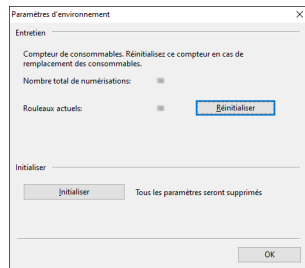 Paramètres d'environnement
Entretien
Compteur de consommables. Réinitialisez ce compteur en cas de
remplacement des consommables.
Nombre total de numérisations:
Rouleaux actuels:
Réinitialiser
Initialiser
Initialiser
Tous les paramètres seront supprimés
OK